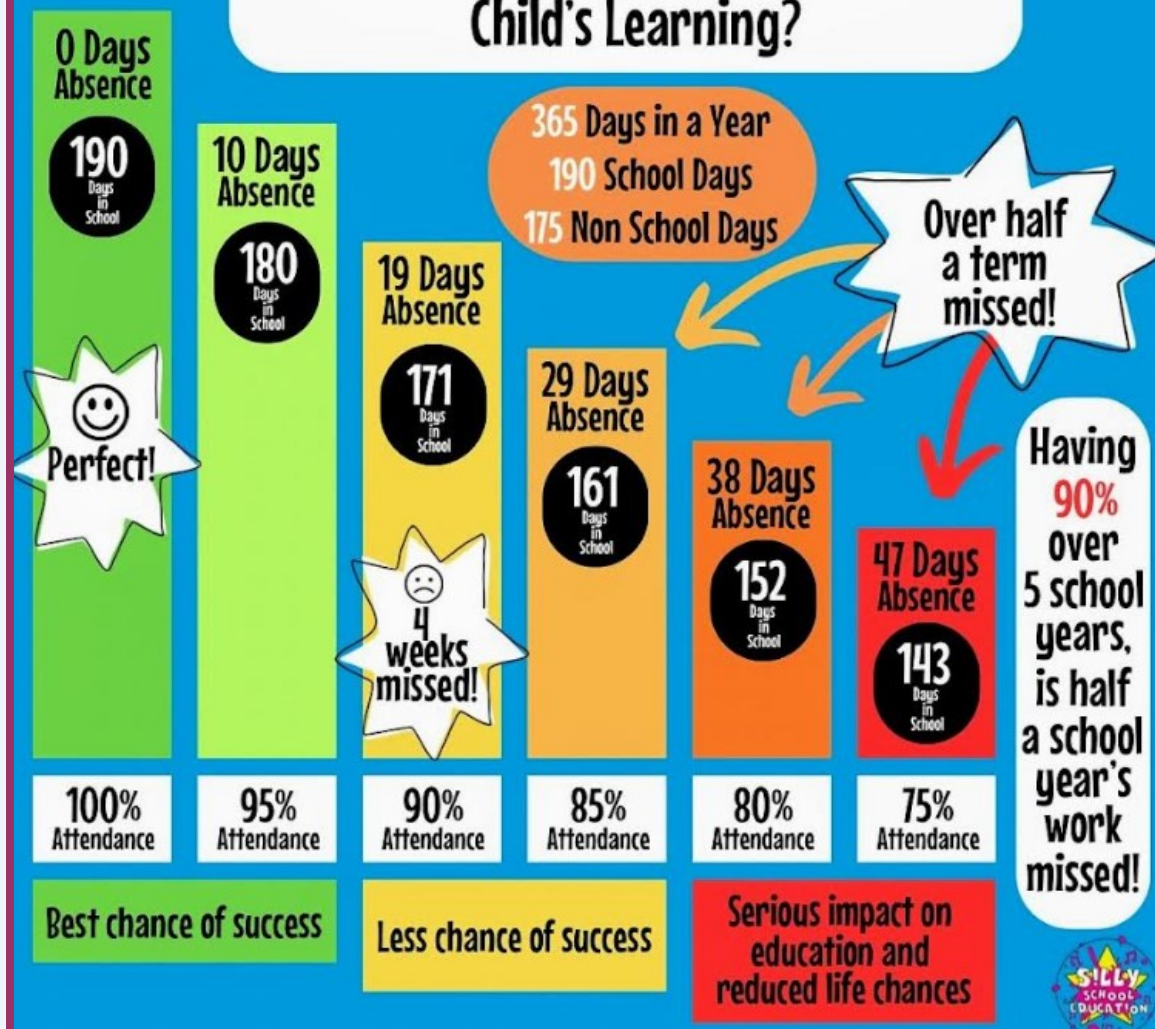 Child's Learning?
0 Days
Absence
190
Days
in
School
Perfect!
10 Days
Absence
180
Days
in
School
365 Days in a Year
190 School Days
175 Non School Days
Over half
a term
missed!
19 Days
Absence
171
Days
in
School
4
weeks
missed!
29 Days
Absence
161
Days
in
School
38 Days
Absence
152
Days
in
School
47 Days
Absence
143
Days
in
School
Having
90%
over
5 school
years,
is half
a school
year's
work
missed!
100%
Attendance
95%
Attendance
90%
Attendance
85%
Attendance
80%
Attendance
75%
Attendance
Best chance of success
Less chance of success
Serious impact on
education and
reduced life chances
S!LLY
SCHOOL
EDUCATION